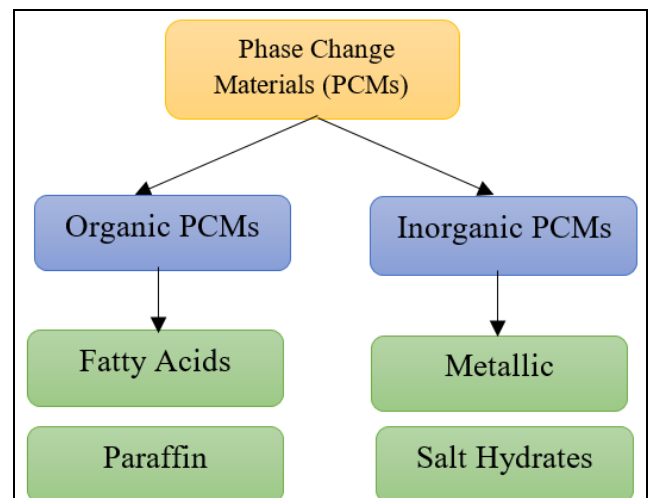 Phase Change
Materials (PCMs)
Organic PCMs
Inorganic PCMs
Fatty Acids
Metallic
Paraffin
Salt Hydrates